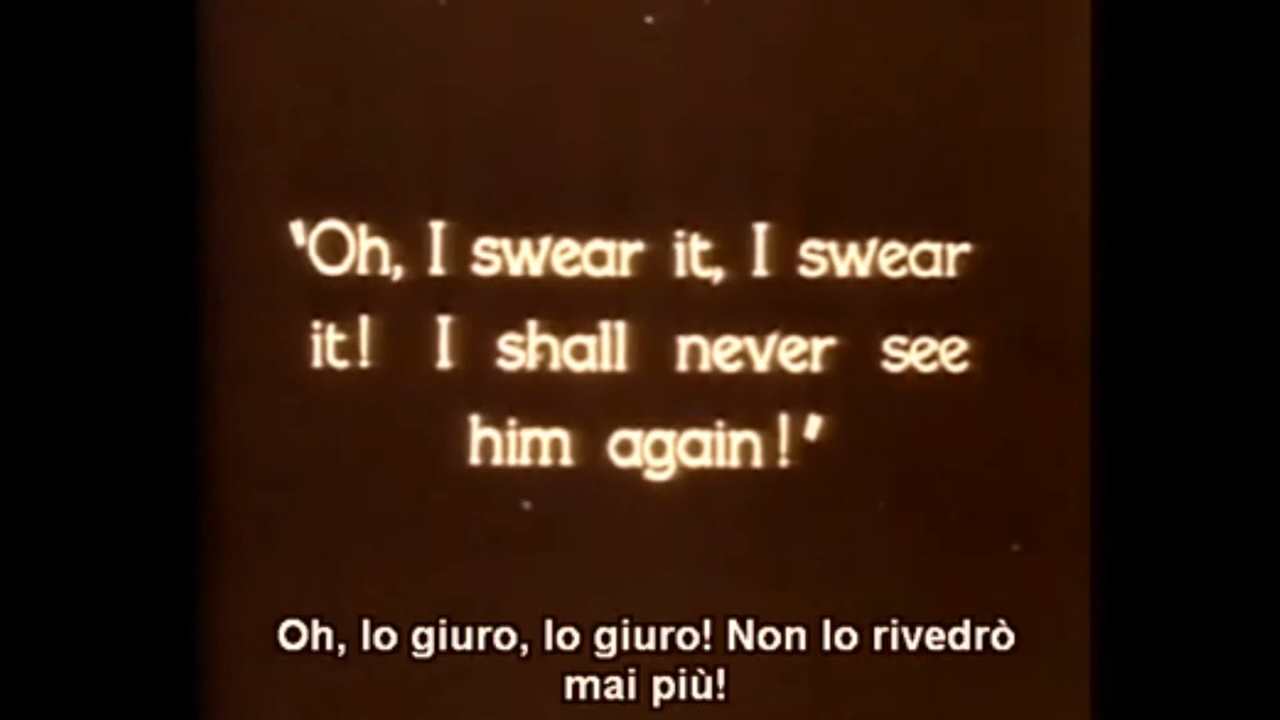 'Oh, I swear it, I swear
it! I shall never see
him again!'
Oh, lo giuro, lo giuro! Non lo rivedrò
mai più!